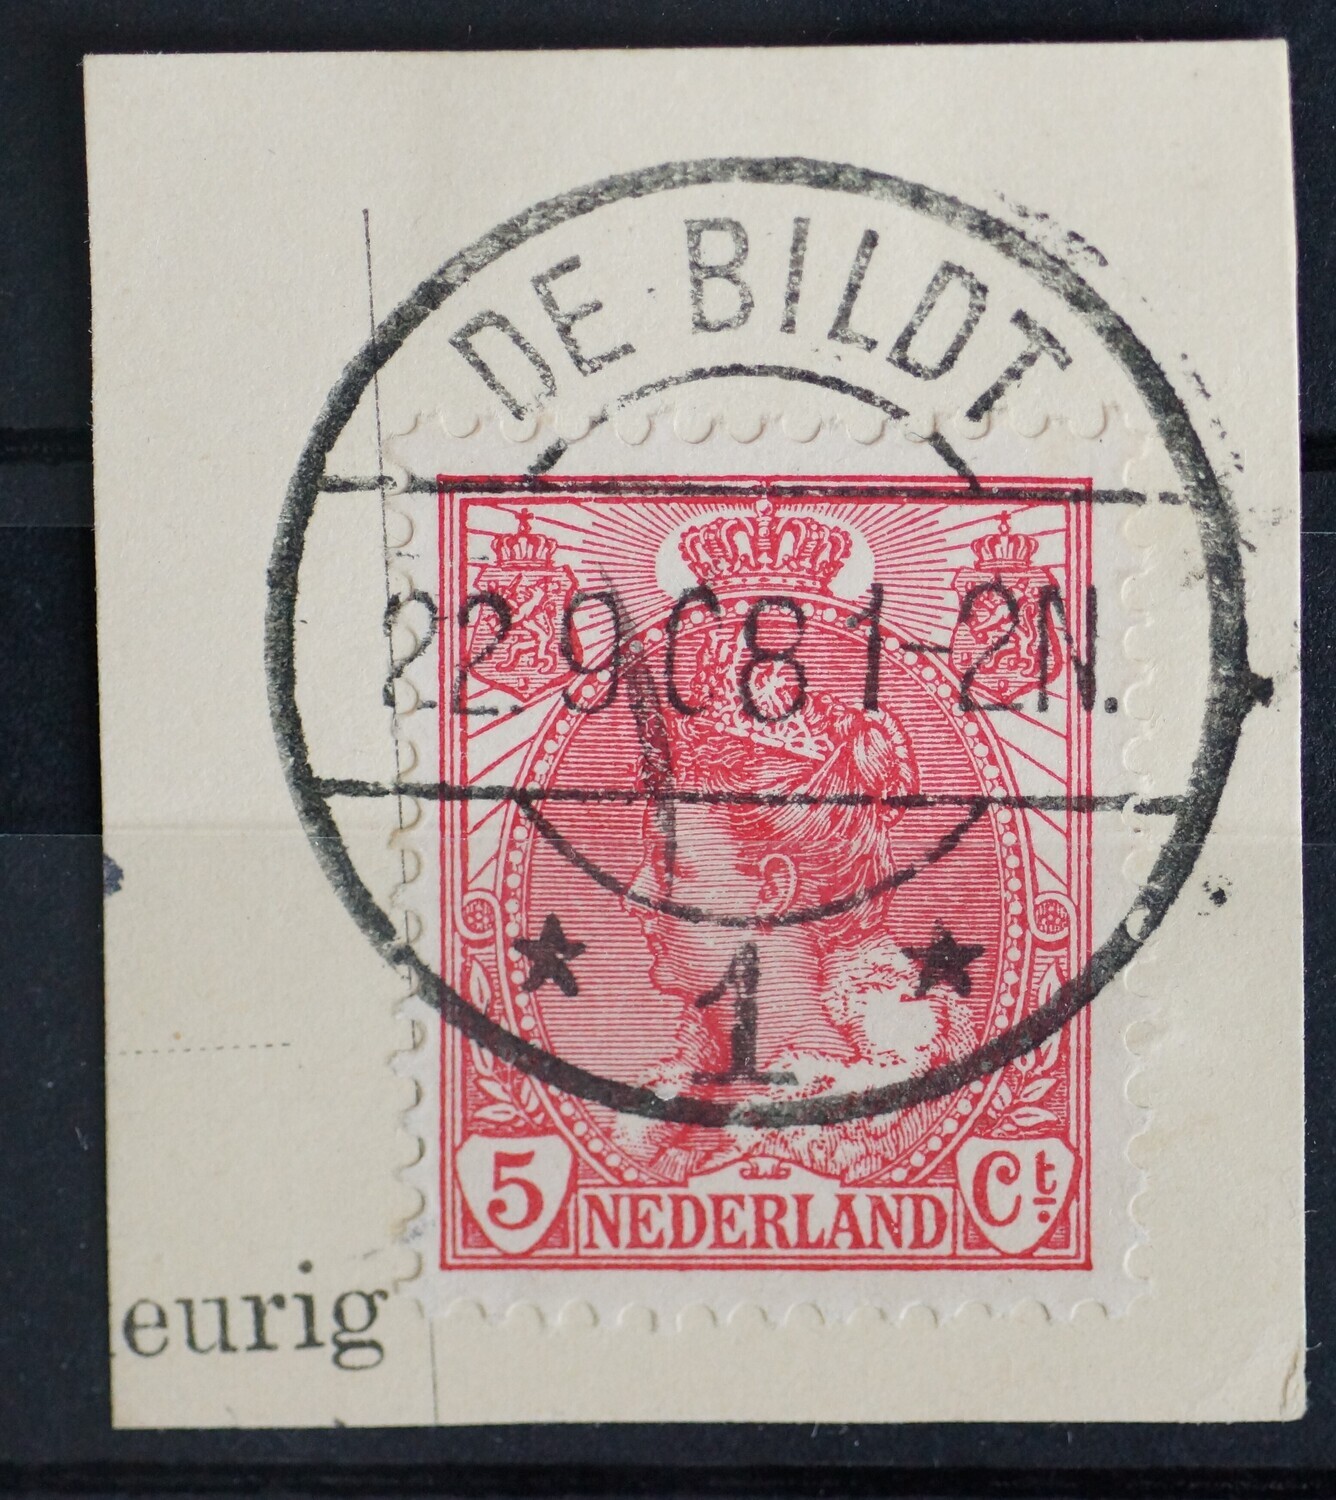 DE BILDT
22.9.08 1-2N.
1
5 NEDERLAND Ct.
eurig